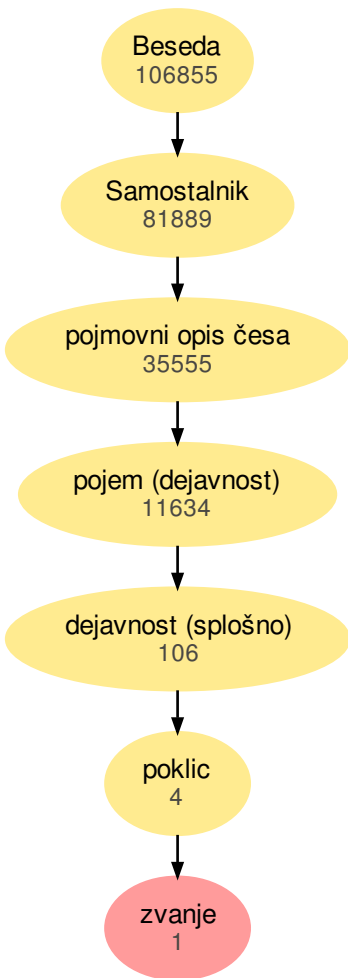 Beseda
106855
Samostalnik
81889
pojmovni opis česa
35555
pojem (dejavnost)
11634
dejavnost (splošno)
106
poklic
4
zvanje
1